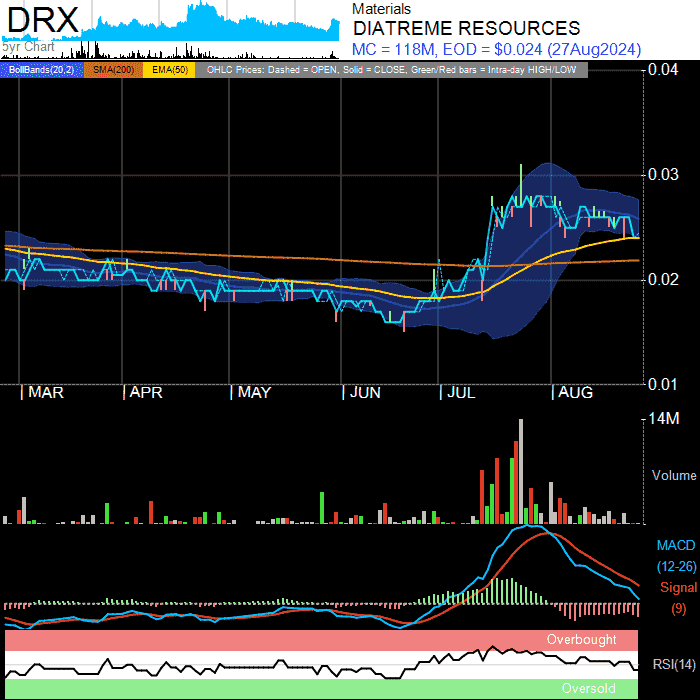 DRX
5yr Chart
Materials
DIATREME RESOURCES
MC = 118M, EOD = $0.024 (27Aug2024)
BollBands(20,2) SMA(200) EMA(50) OHLC Prices: Dashed = OPEN, Solid = CLOSE, Green/Red bars = Intra-day HIGH/LOW
0.04
0.03
0.02
0.01
MAR APR MAY JUN JUL AUG
14M
Volume
MACD
(12-26)
Signal
(9)
Overbought
RSI(14)
Oversold